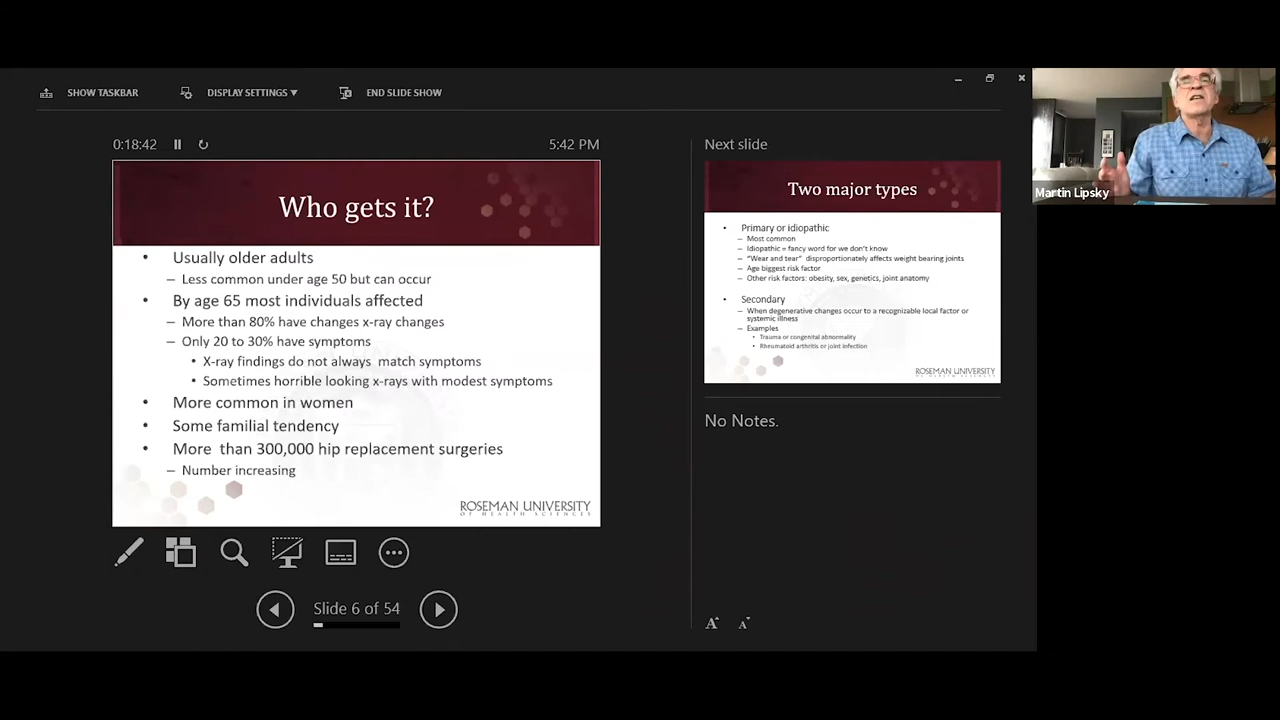 SHOW TASKBAR
DISPLAY SETTINGS ▼
END SLIDE SHOW
0:18:42
5:42 PM
Who gets it?
• Usually older adults
– Less common under age 50 but can occur
• By age 65 most individuals affected
– More than 80% have changes x-ray changes
– Only 20 to 30% have symptoms
• X-ray findings do not always match symptoms
• Sometimes horrible looking x-rays with modest symptoms
• More common in women
• Some familial tendency
• More than 300,000 hip replacement surgeries
– Number increasing
ROSEMAN UNIVERSITY
OF HEALTH SCIENCES
Slide 6 of 54
Next slide
Two major types
• Primary or idiopathic
– Most common
– Idiopathic = fancy word for we don't know
– "Wear and tear" disproportionately affects weight bearing joints
– Age biggest risk factor
– Other risk factors: obesity, sex, genetics, joint anatomy
• Secondary
– When degenerative changes occur to a recognizable local factor or
systemic illness
– Examples
• Trauma or congenital abnormality
• Rheumatoid arthritis or joint infection
ROSEMAN UNIVERSITY
OF HEALTH SCIENCES
No Notes.
A A
Martin Lipsky